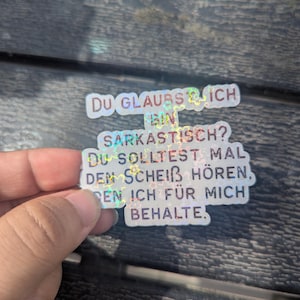 DU GLAUBST, ICH
BIN
SARKASTISCH?
DU SOLLTEST MAL
DEN SCHEIẞ HÖREN,
DEN ICH FÜR MICH
BEHALTE.